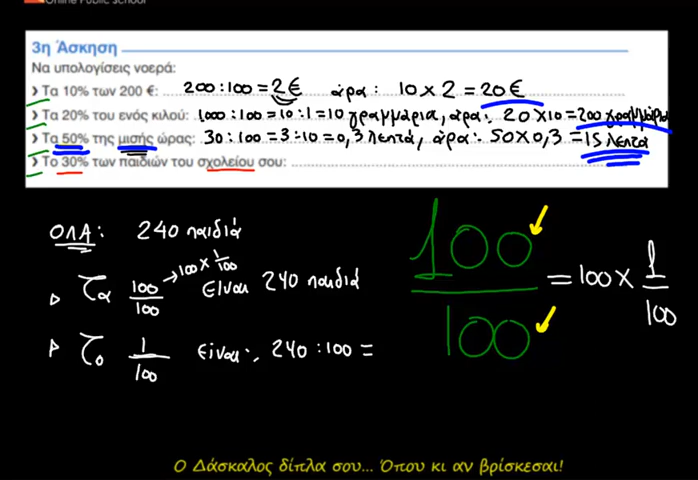 Online Public School
3η Άσκηση
Να υπολογίσεις νοερά:
❯ Τα 10% των 200 €: 200 : 100 = 2 € άρα: 10 × 2 = 20 €
❯ Τα 20% του ενός κιλού: 1000 : 100 = 10 : 1 = 10 γραμμάρια, άρα: 20 × 10 = 200 γραμμάρια
❯ Τα 50% της μισής ώρας: 30 : 100 = 3 : 10 = 0,3 λεπτά, άρα: 50 × 0,3 = 15 λεπτά
❯ Το 30% των παιδιών του σχολείου σου:
ΟΛΑ: 240 παιδιά
Τα 100/100 → 100 × 1/100 είναι 240 παιδιά
Το 1/100 είναι: 240 : 100 =
100/100 = 100 × 1/100
Ο Δάσκαλος δίπλα σου... Όπου κι αν βρίσκεσαι!